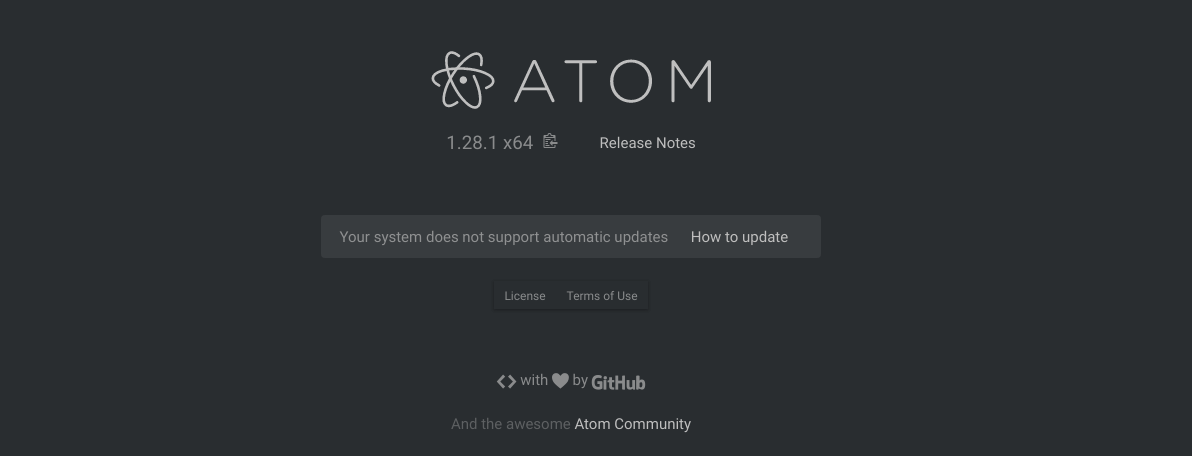 ATOM
1.28.1 x64 Release Notes
Your system does not support automatic updates How to update
License Terms of Use
with by GitHub
And the awesome Atom Community